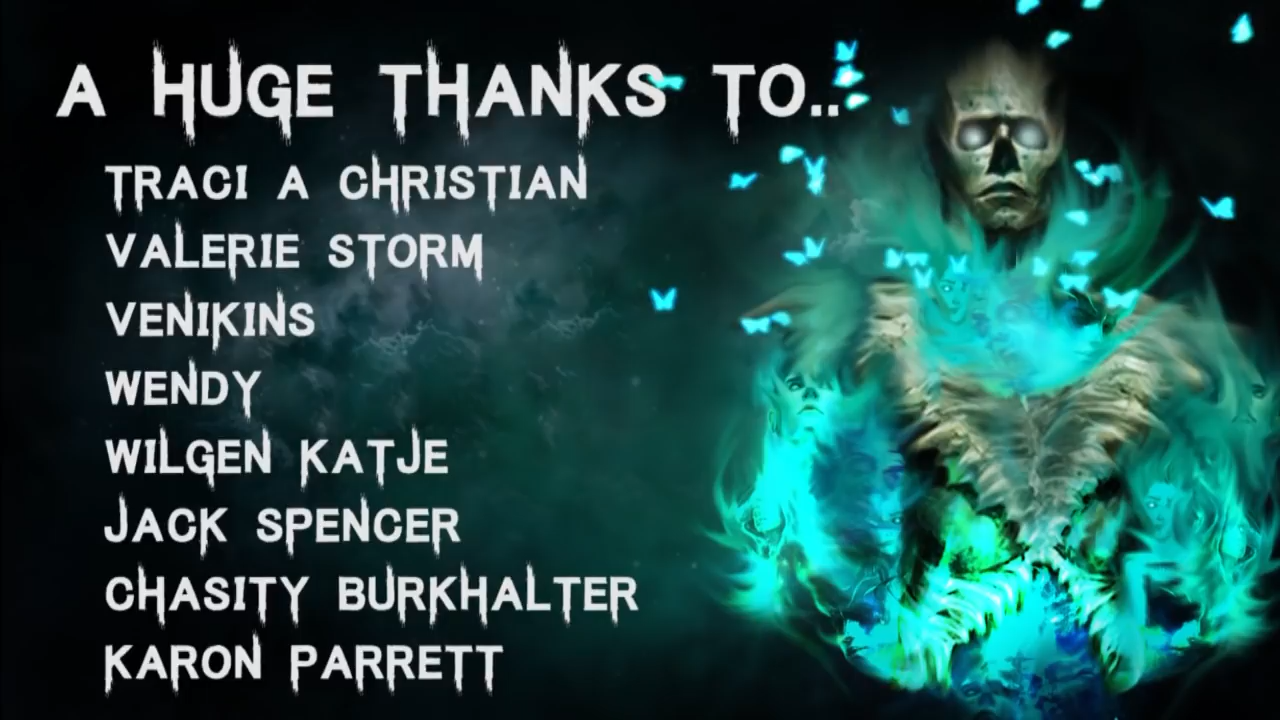 A HUGE THANKS TO..
TRACI A CHRISTIAN
VALERIE STORM
VENIKINS
WENDY
WILGEN KATJE
JACK SPENCER
CHASITY BURKHALTER
KARON PARRETT